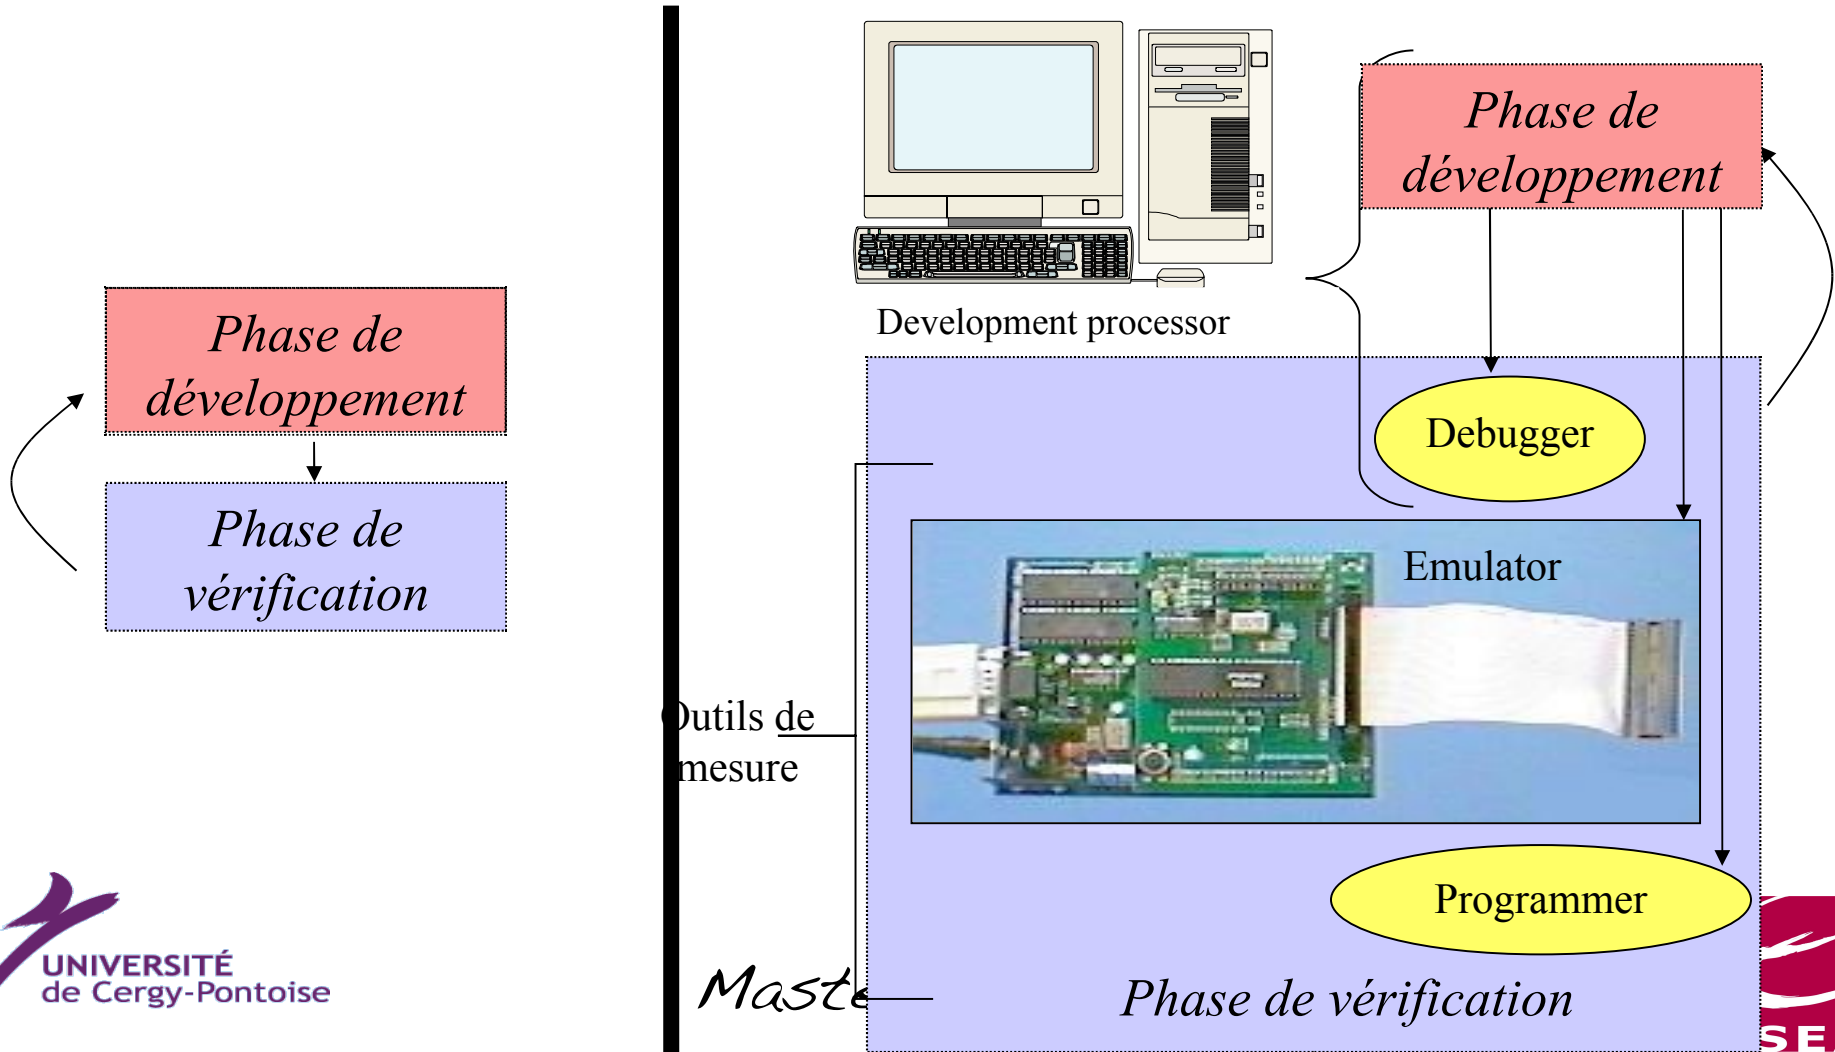 Phase de
développement
Phase de
vérification
UNIVERSITÉ
de Cergy-Pontoise
Development processor
Phase de
développement
Debugger
Emulator
Outils de
mesure
Programmer
Phase de vérification
SE